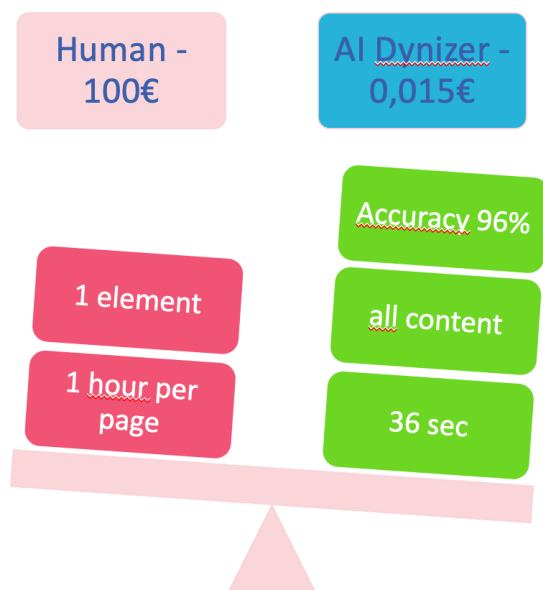 Human -
100€
AI Dynizer -
0,015€
Accuracy 96%
1 element
all content
1 hour per
page
36 sec